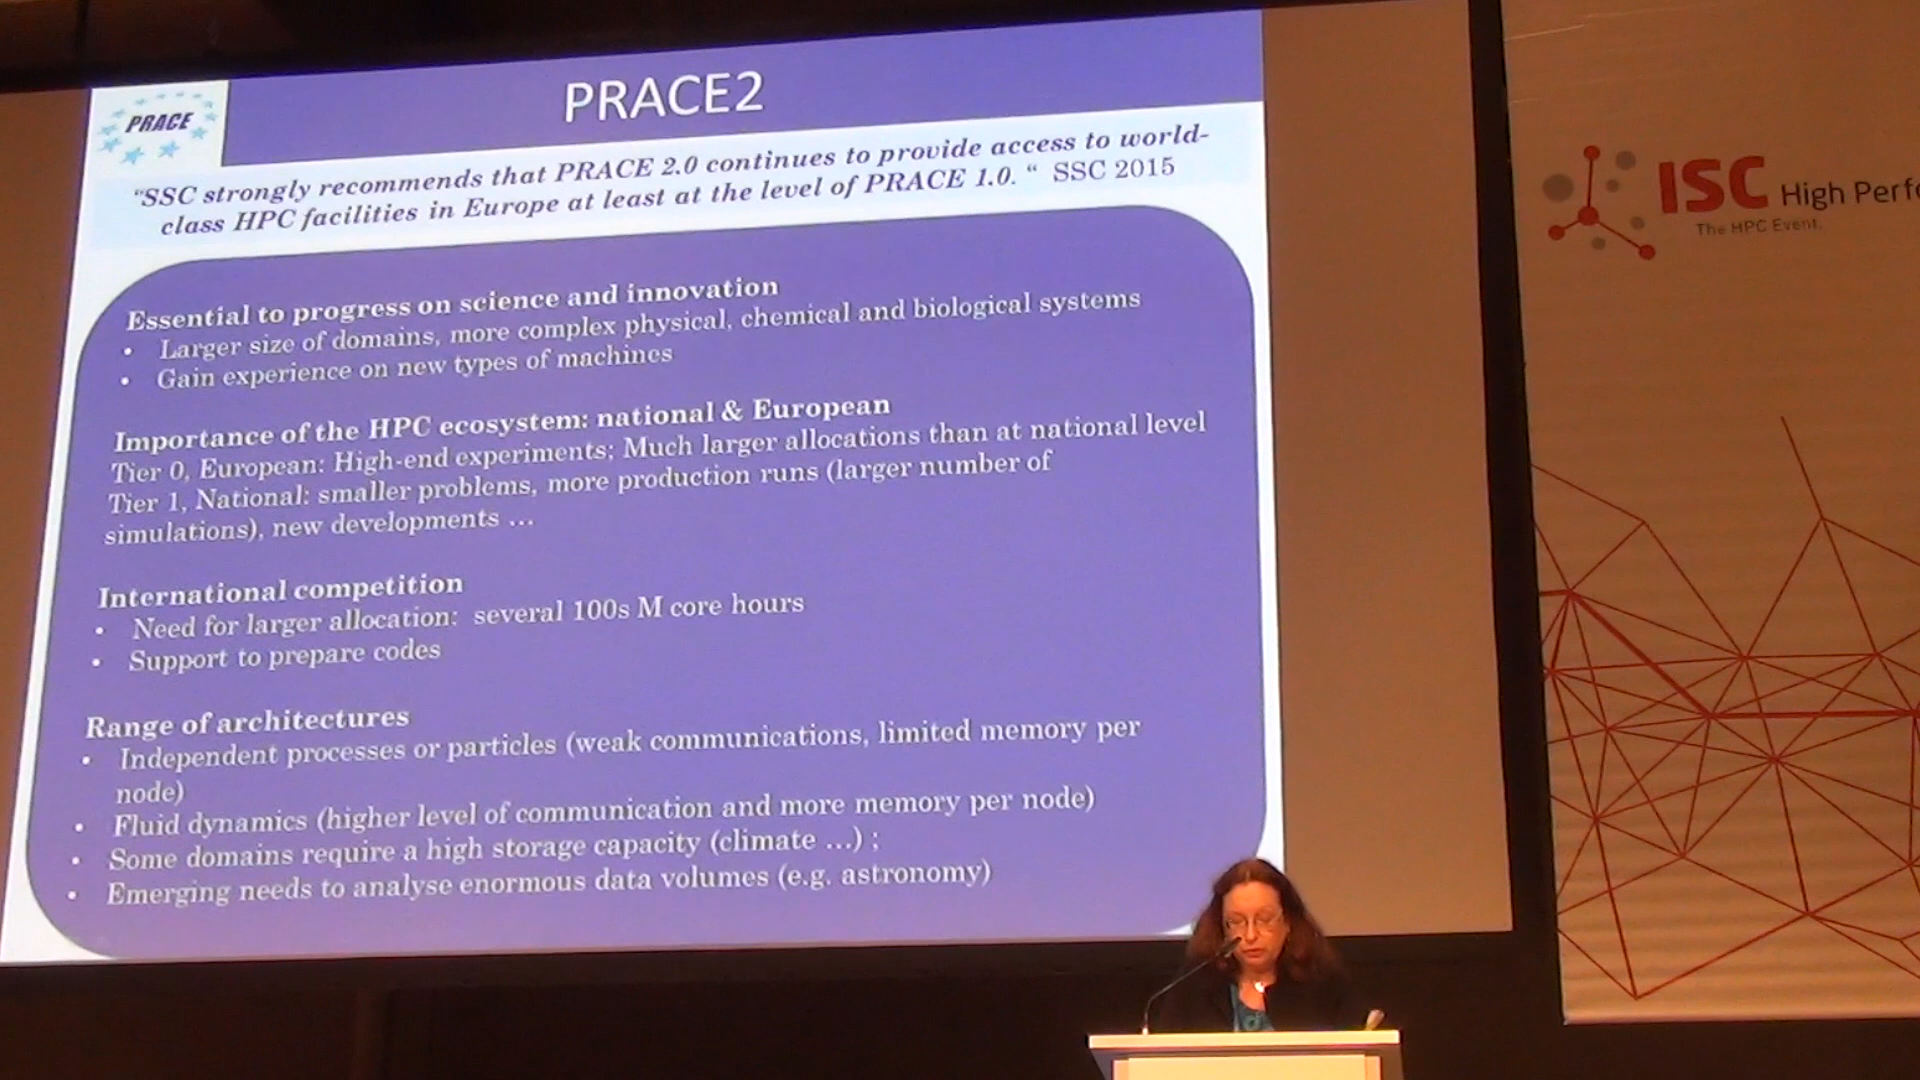 PRACE
PRACE2
"SSC strongly recommends that PRACE 2.0 continues to provide access to world-
class HPC facilities in Europe at least at the level of PRACE 1.0. “ SSC 2015
Essential to progress on science and innovation
• Larger size of domains, more complex physical, chemical and biological systems
• Gain experience on new types of machines
Importance of the HPC ecosystem: national & European
Tier 0, European: High-end experiments; Much larger allocations than at national level
Tier 1, National: smaller problems, more production runs (larger number of
simulations), new developments ...
International competition
• Need for larger allocation: several 100s M core hours
• Support to prepare codes
Range of architectures
• Independent processes or particles (weak communications, limited memory per
node)
• Fluid dynamics (higher level of communication and more memory per node)
• Some domains require a high storage capacity (climate ...) ;
• Emerging needs to analyse enormous data volumes (e.g. astronomy)
ISC High Perfo
The HPC Event.